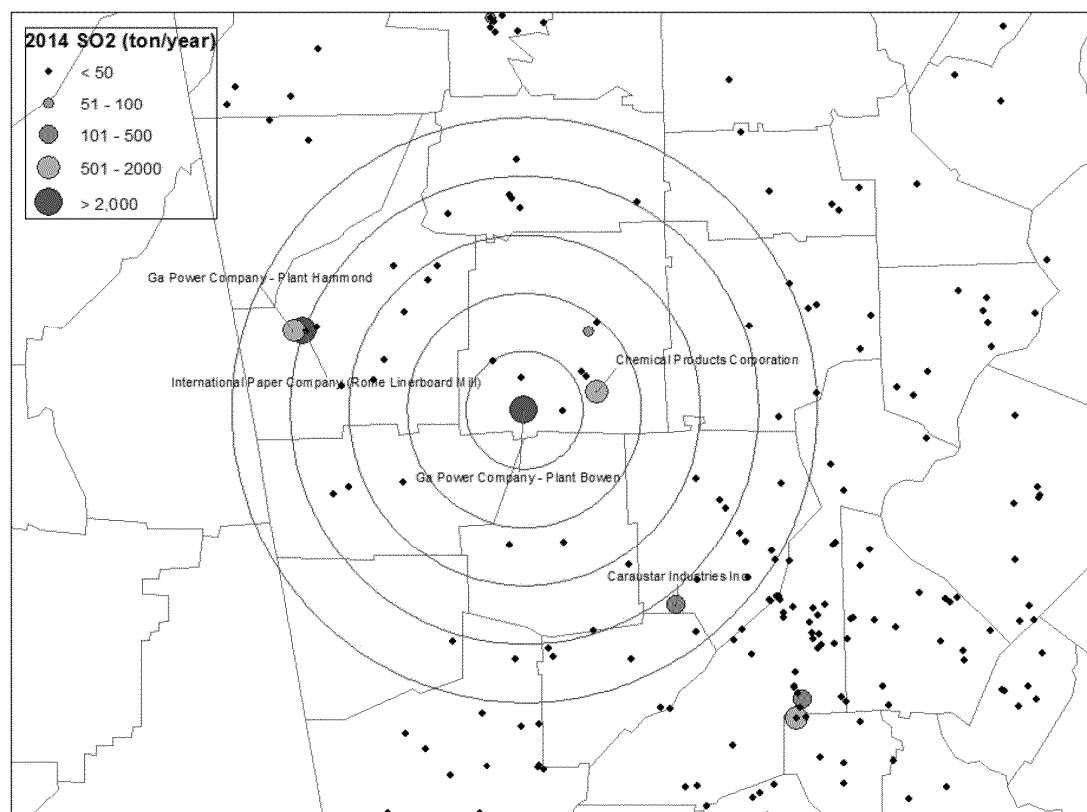 2014 SO2 (ton/year)
< 50
51 - 100
101 - 500
501 - 2000
> 2,000
Ga Power Company - Plant Hammond
Chemical Products Corporation
International Paper Company (Rome Linerboard Mill)
Ga Power Company - Plant Bowen
Caraustar Industries Inc